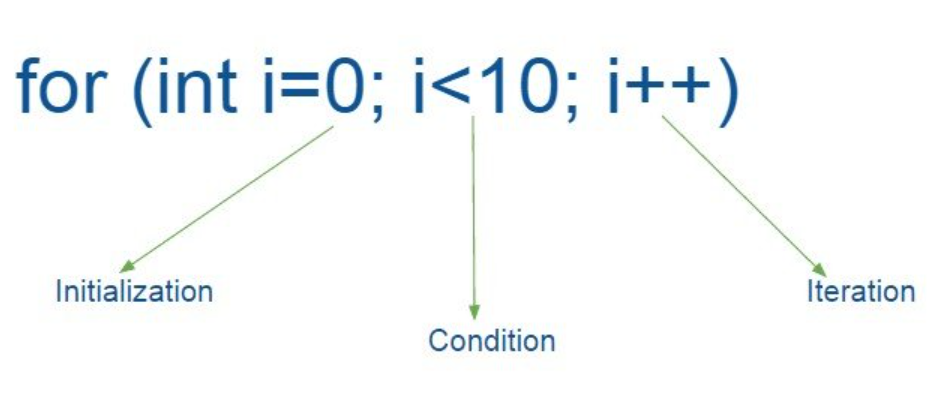 for (int i=0; i<10; i++)
Initialization
Condition
Iteration